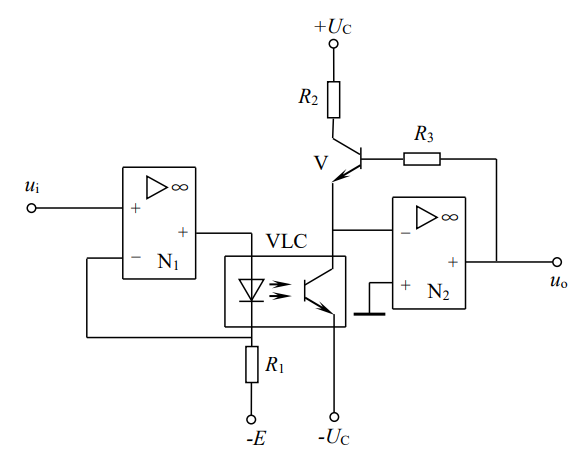 +UC
R2
R3
V
ui
▷ ∞
+
+
−
N1
VLC
▷ ∞
−
+
+
N2
uo
R1
-E
-UC